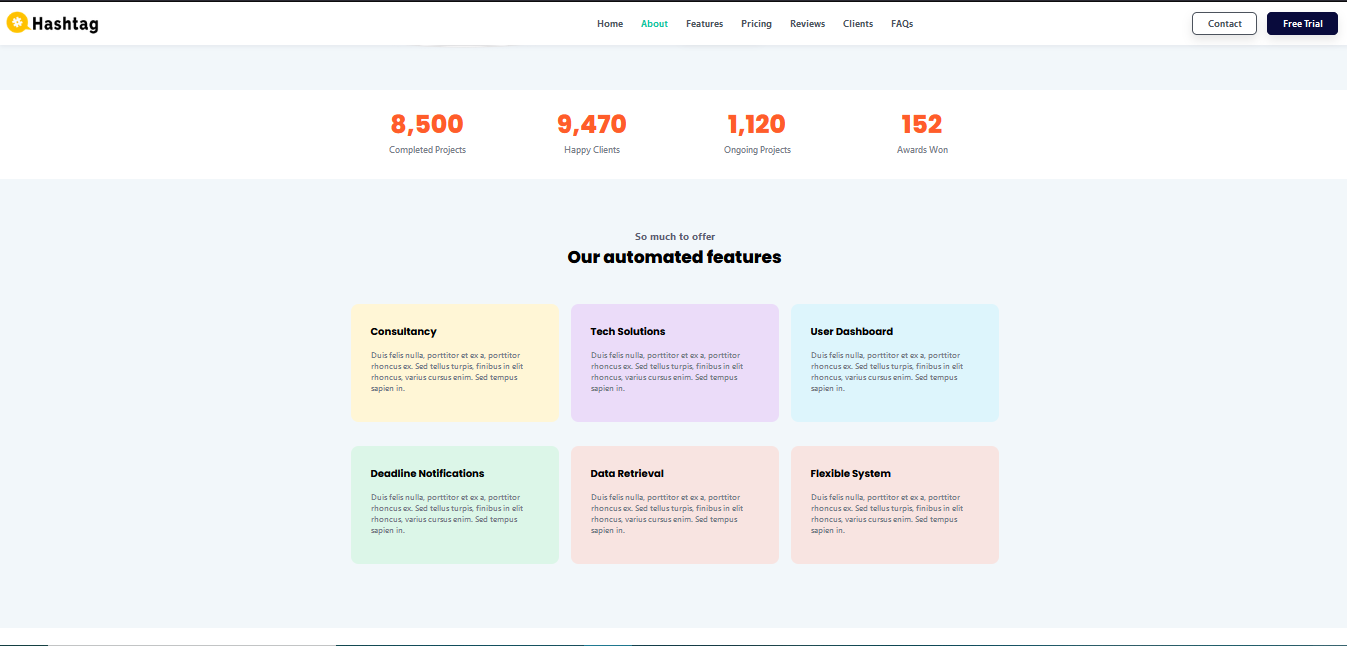 Hashtag
Home About Features Pricing Reviews Clients FAQs
Contact
Free Trial
8,500
Completed Projects
9,470
Happy Clients
1,120
Ongoing Projects
152
Awards Won
So much to offer
Our automated features
Consultancy
Duis felis nulla, porttitor et ex a, porttitor
rhoncus ex. Sed tellus turpis, finibus in elit
rhoncus, varius cursus enim. Sed tempus
sapien in.
Tech Solutions
Duis felis nulla, porttitor et ex a, porttitor
rhoncus ex. Sed tellus turpis, finibus in elit
rhoncus, varius cursus enim. Sed tempus
sapien in.
User Dashboard
Duis felis nulla, porttitor et ex a, porttitor
rhoncus ex. Sed tellus turpis, finibus in elit
rhoncus, varius cursus enim. Sed tempus
sapien in.
Deadline Notifications
Duis felis nulla, porttitor et ex a, porttitor
rhoncus ex. Sed tellus turpis, finibus in elit
rhoncus, varius cursus enim. Sed tempus
sapien in.
Data Retrieval
Duis felis nulla, porttitor et ex a, porttitor
rhoncus ex. Sed tellus turpis, finibus in elit
rhoncus, varius cursus enim. Sed tempus
sapien in.
Flexible System
Duis felis nulla, porttitor et ex a, porttitor
rhoncus ex. Sed tellus turpis, finibus in elit
rhoncus, varius cursus enim. Sed tempus
sapien in.